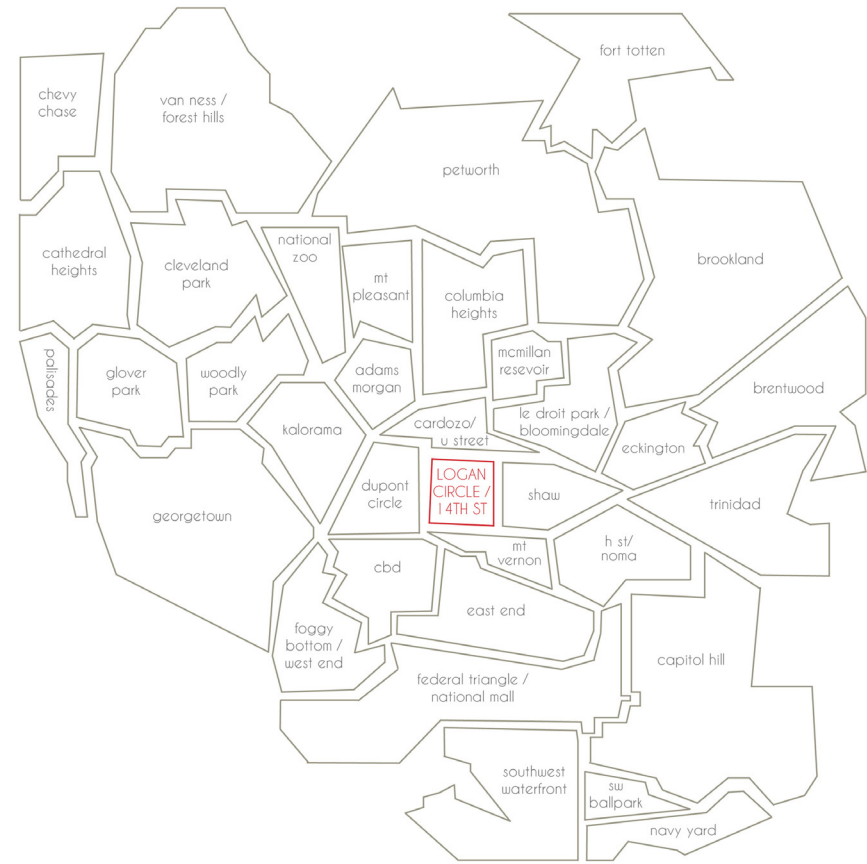 fort totten
chevy
chase
van ness /
forest hills
petworth
national
zoo
cathedral
heights
cleveland
park
brookland
mt
pleasant
columbia
heights
palisades
glover
park
woodly
park
adams
morgan
mcmillan
resevoir
brentwood
kalorama
cardozo/
u street
le droit park /
bloomingdale
eckington
georgetown
dupont
circle
LOGAN
CIRCLE /
14TH ST
shaw
trinidad
cbd
mt
vernon
h st/
noma
foggy
bottom /
west end
east end
federal triangle /
national mall
capitol hill
southwest
waterfront
sw
ballpark
navy yard